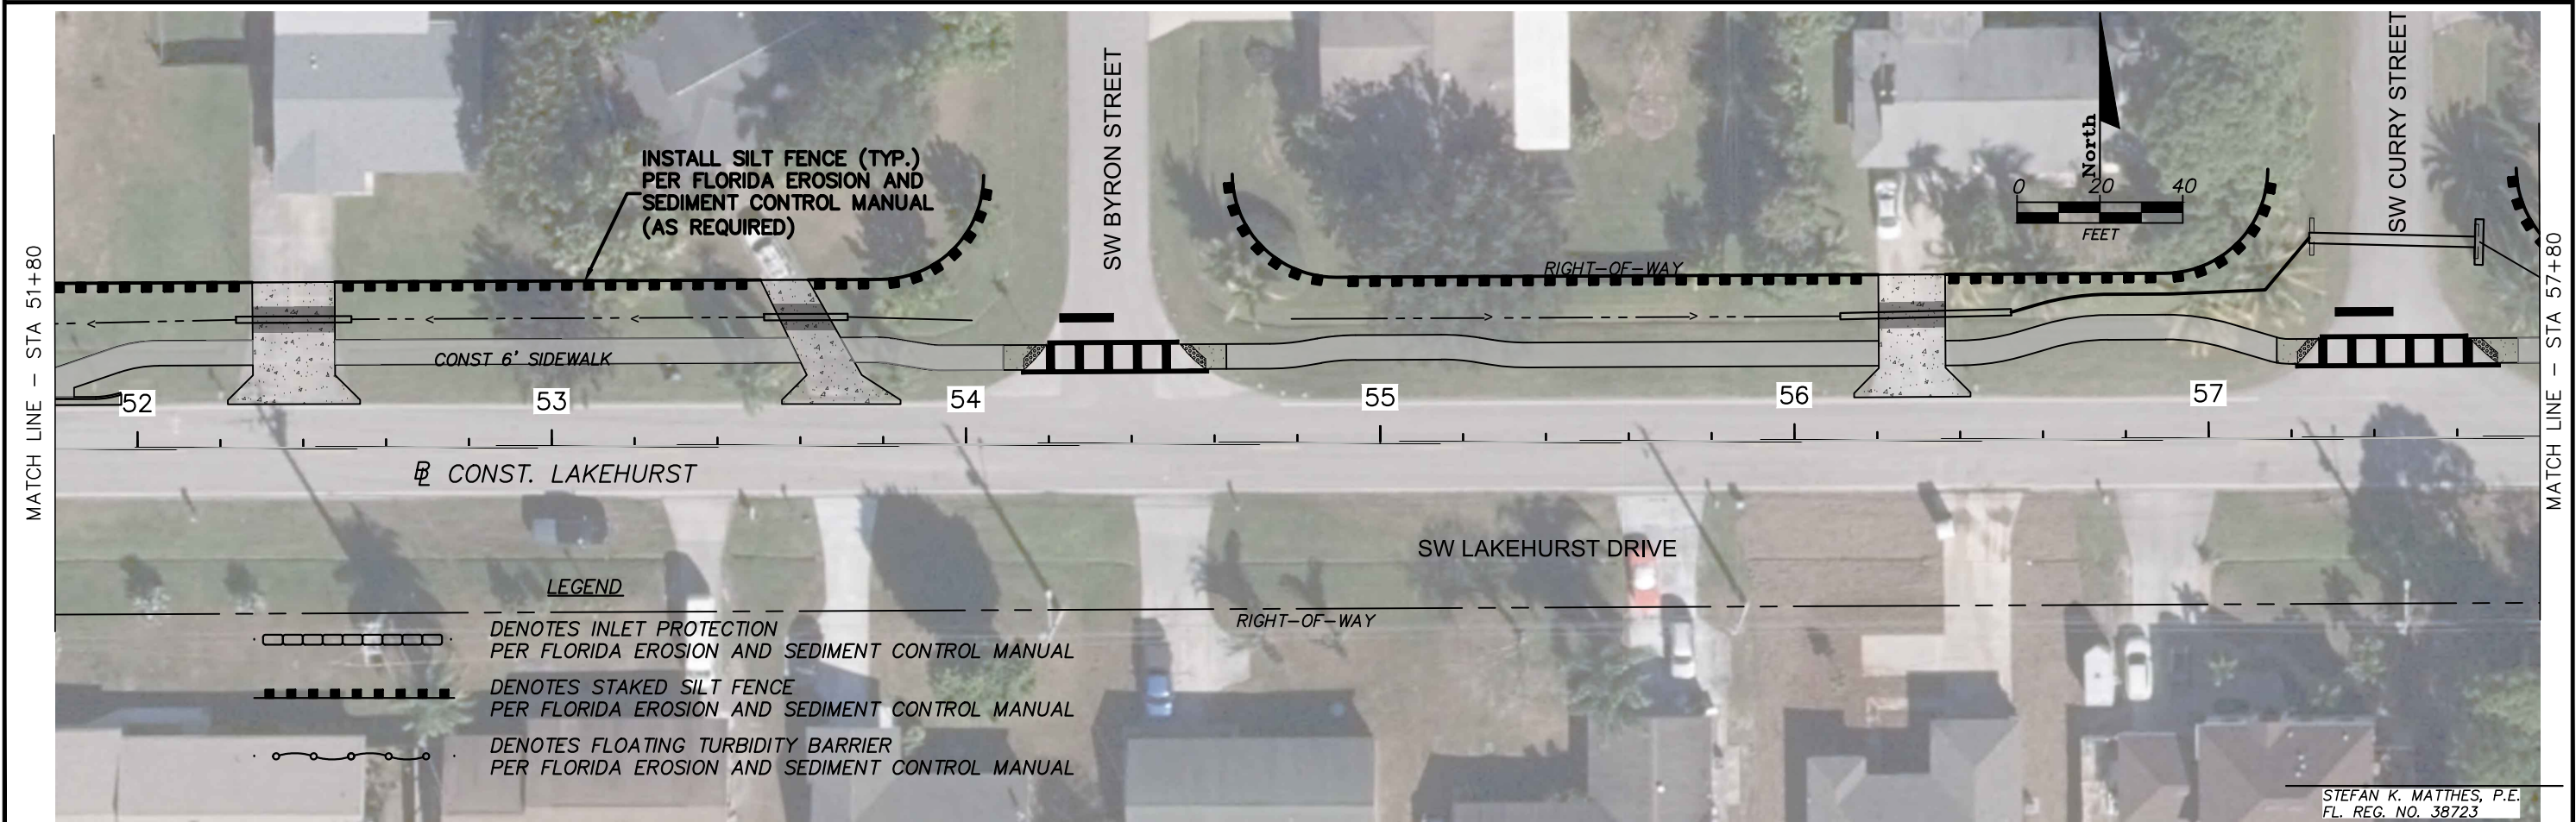 MATCH LINE – STA 51+80
INSTALL SILT FENCE (TYP.)
PER FLORIDA EROSION AND
SEDIMENT CONTROL MANUAL
(AS REQUIRED)
SW BYRON STREET
North
0 20 40
FEET
SW CURRY STREET
MATCH LINE – STA 57+80
RIGHT-OF-WAY
CONST 6' SIDEWALK
52 53 54 55 56 57
BL CONST. LAKEHURST
SW LAKEHURST DRIVE
RIGHT-OF-WAY
LEGEND
DENOTES INLET PROTECTION
PER FLORIDA EROSION AND SEDIMENT CONTROL MANUAL
DENOTES STAKED SILT FENCE
PER FLORIDA EROSION AND SEDIMENT CONTROL MANUAL
DENOTES FLOATING TURBIDITY BARRIER
PER FLORIDA EROSION AND SEDIMENT CONTROL MANUAL
STEFAN K. MATTHES, P.E.
FL. REG. NO. 38723